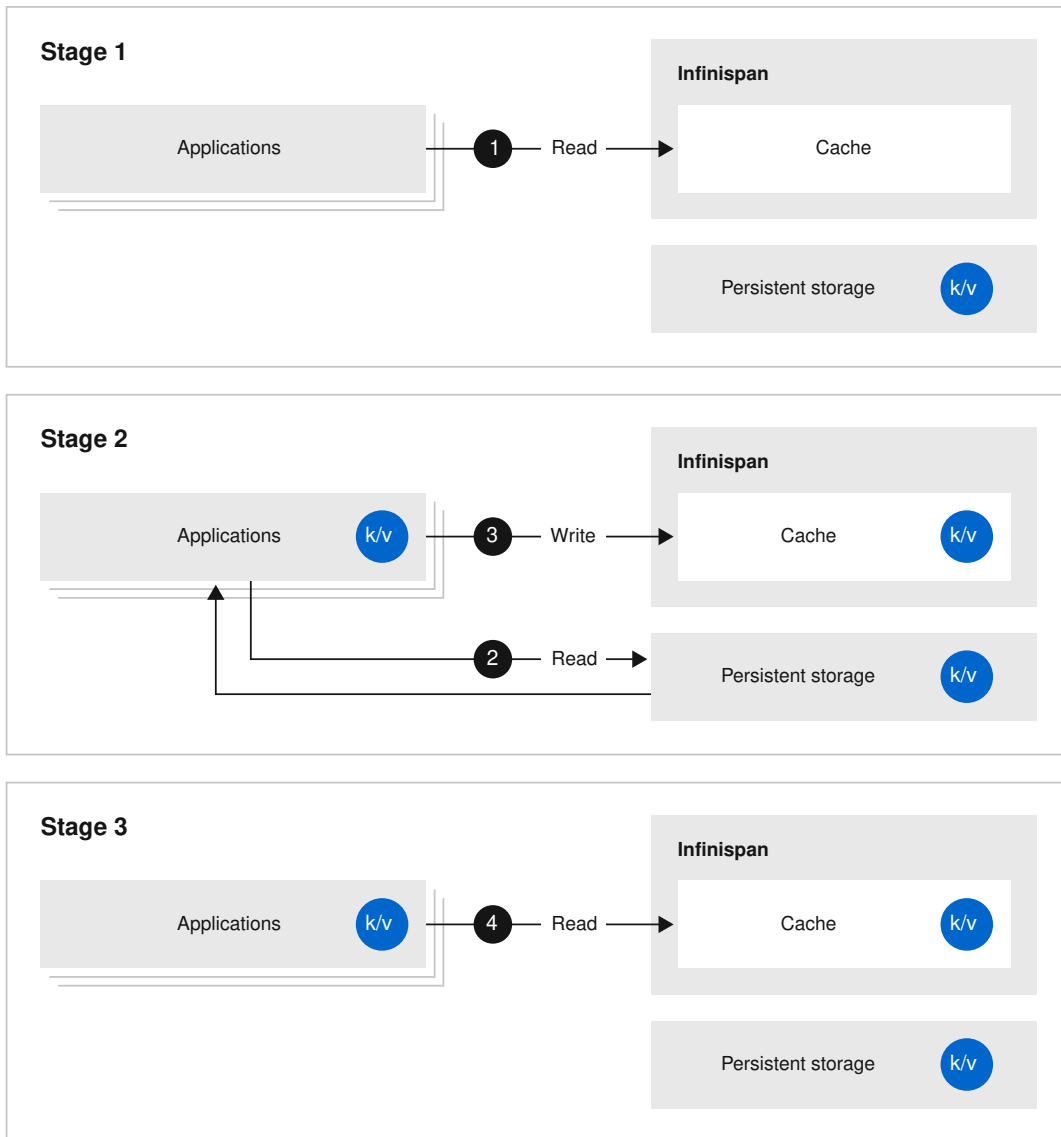 Stage 1
Infinispan
Applications
1
Read
Cache
Persistent storage
k/v
Stage 2
Infinispan
Applications
k/v
3
Write
Cache
k/v
2
Read
Persistent storage
k/v
Stage 3
Infinispan
Applications
k/v
4
Read
Cache
k/v
Persistent storage
k/v